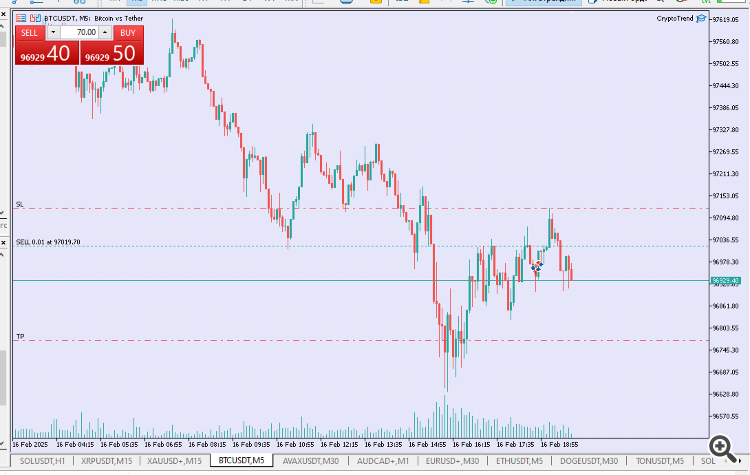 BTCUSDT, M5: Bitcoin vs Tether
CryptoTrend
SELL
70.00
BUY
96929 40
96929 50
97619.05
97560.80
97502.55
97444.30
97386.05
97327.80
97269.55
97211.30
97153.05
97094.80
97036.55
96978.30
96929.40
96861.80
96803.55
96745.30
96687.05
96628.80
96570.55
SL
SELL 0.01 at 97019.70
TP
16 Feb 2025
16 Feb 04:15
16 Feb 05:35
16 Feb 06:55
16 Feb 08:15
16 Feb 09:35
16 Feb 10:55
16 Feb 12:15
16 Feb 13:35
16 Feb 14:55
16 Feb 16:15
16 Feb 17:35
16 Feb 18:55
SOLUSDT,H1
XRPUSDT,M15
XAUUSD+,M15
BTCUSDT,M5
AVAXUSDT,M30
AUDCAD+,M1
EURUSD+,M30
ETHUSDT,M5
DOGEUSDT,M30
TONUSDT,M5
SOL